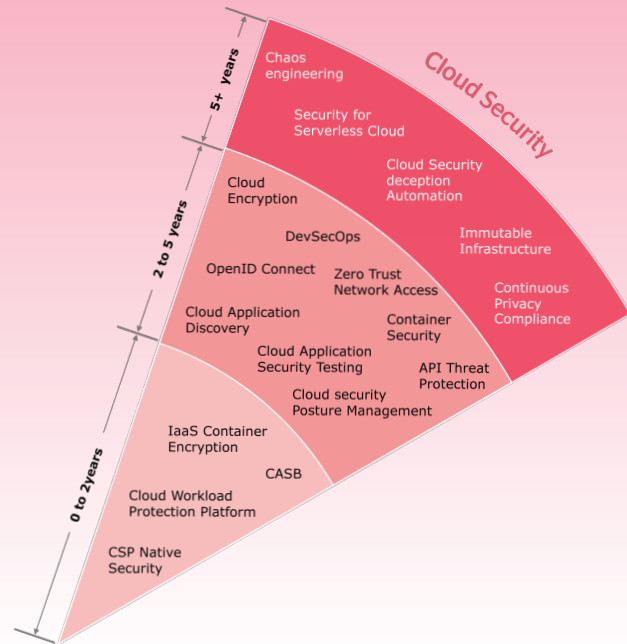 Cloud Security
5+ years
Chaos
engineering
Security for
Serverless Cloud
Cloud Security
deception
Automation
Immutable
Infrastructure
Continuous
Privacy
Compliance
2 to 5 years
Cloud
Encryption
DevSecOps
OpenID Connect
Zero Trust
Network Access
Cloud Application
Discovery
Container
Security
Cloud Application
Security Testing
API Threat
Protection
Cloud security
Posture Management
0 to 2years
IaaS Container
Encryption
CASB
Cloud Workload
Protection Platform
CSP Native
Security